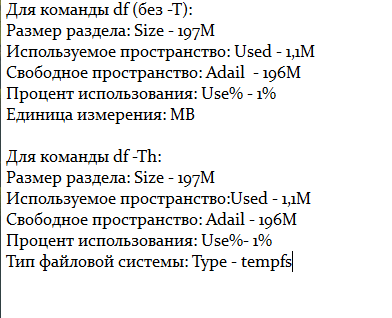 Для команды df (без -T):
Размер раздела: Size - 197M
Используемое пространство: Used - 1,1M
Свободное пространство: Adail  - 196M
Процент использования: Use% - 1%
Единица измерения: MB

Для команды df -Th:
Размер раздела: Size - 197M
Используемое пространство:Used - 1,1M
Свободное пространство: Adail - 196M
Процент использования: Use%- 1%
Тип файловой системы: Type - tempfs